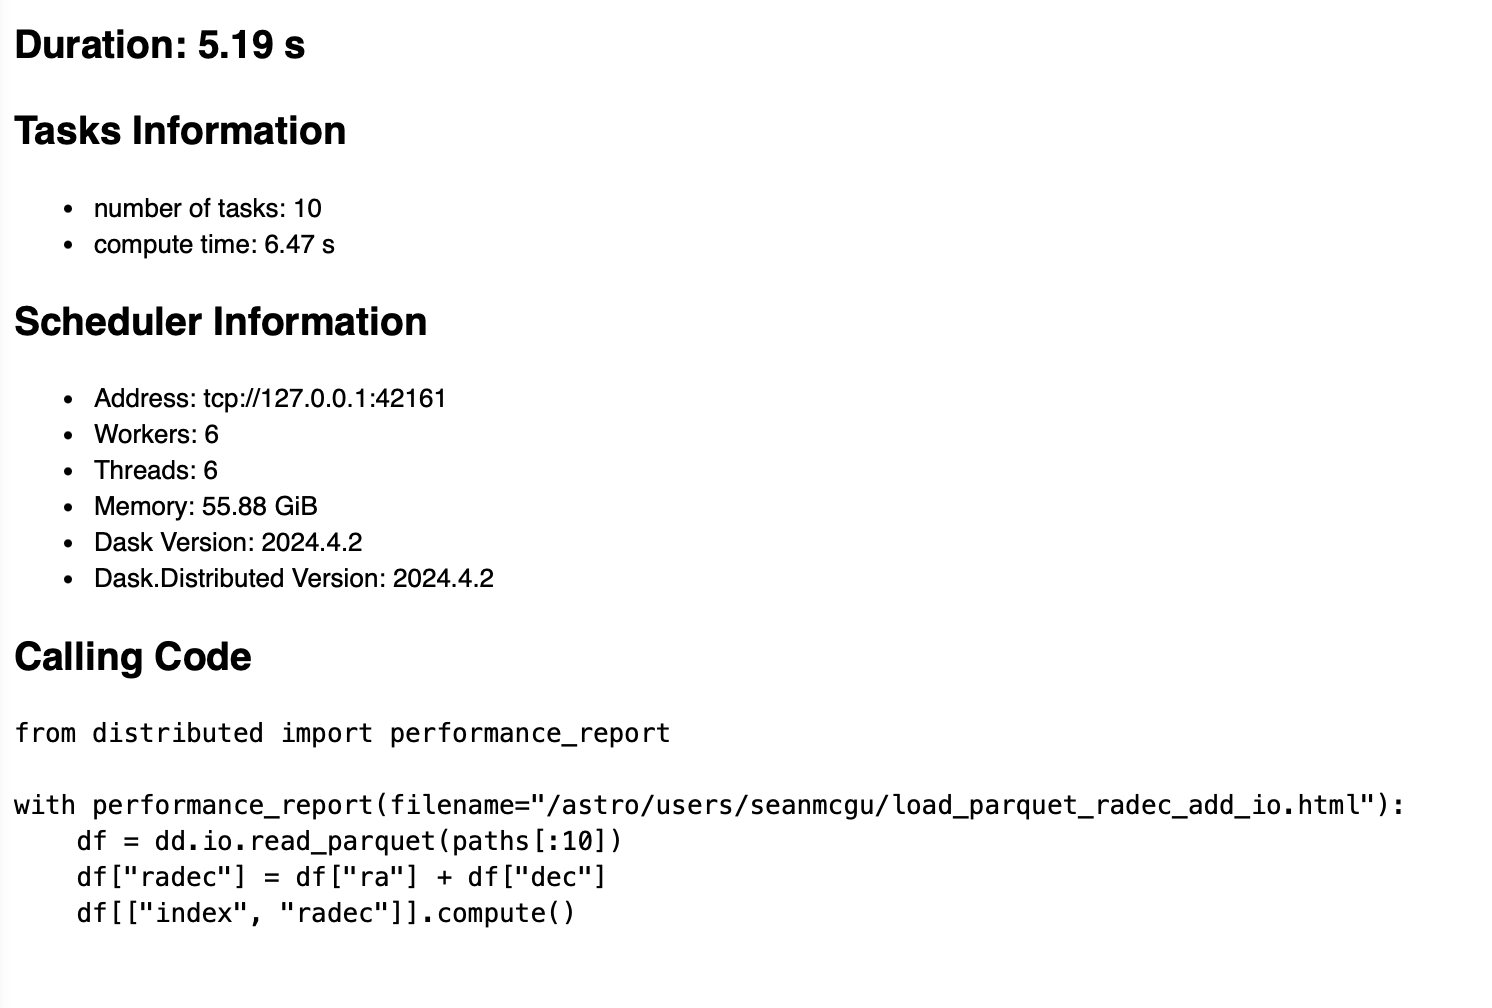 Duration: 5.19 s
Tasks Information
• number of tasks: 10
• compute time: 6.47 s
Scheduler Information
• Address: tcp://127.0.0.1:42161
• Workers: 6
• Threads: 6
• Memory: 55.88 GiB
• Dask Version: 2024.4.2
• Dask.Distributed Version: 2024.4.2
Calling Code
from distributed import performance_report
with performance_report(filename="/astro/users/seanmcgu/load_parquet_radec_add_io.html"):
    df = dd.io.read_parquet(paths[:10])
    df["radec"] = df["ra"] + df["dec"]
    df[["index", "radec"]].compute()